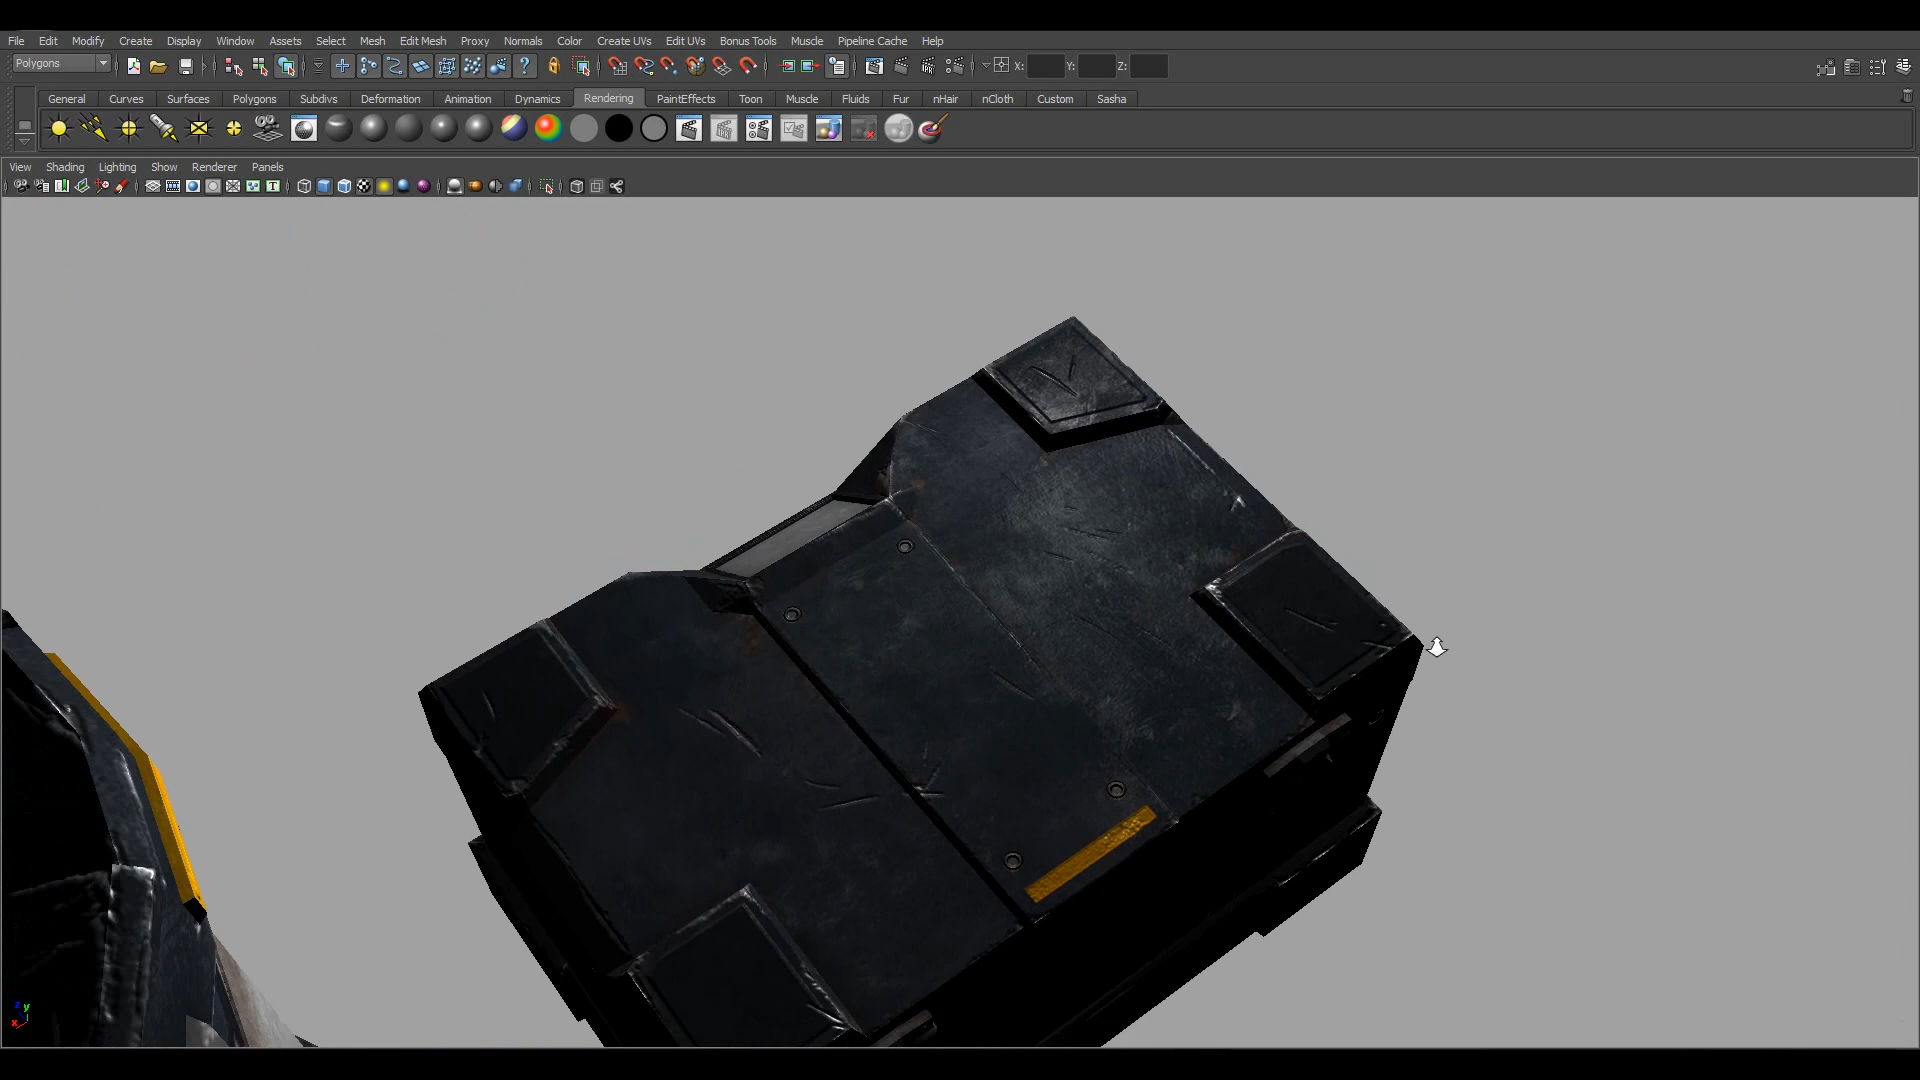 File Edit Modify Create Display Window Assets Select Mesh Edit Mesh Proxy Normals Color Create UVs Edit UVs Bonus Tools Muscle Pipeline Cache Help
Polygons X: Y: Z:
General Curves Surfaces Polygons Subdivs Deformation Animation Dynamics Rendering PaintEffects Toon Muscle Fluids Fur nHair nCloth Custom Sasha
View Shading Lighting Show Renderer Panels
z y
x